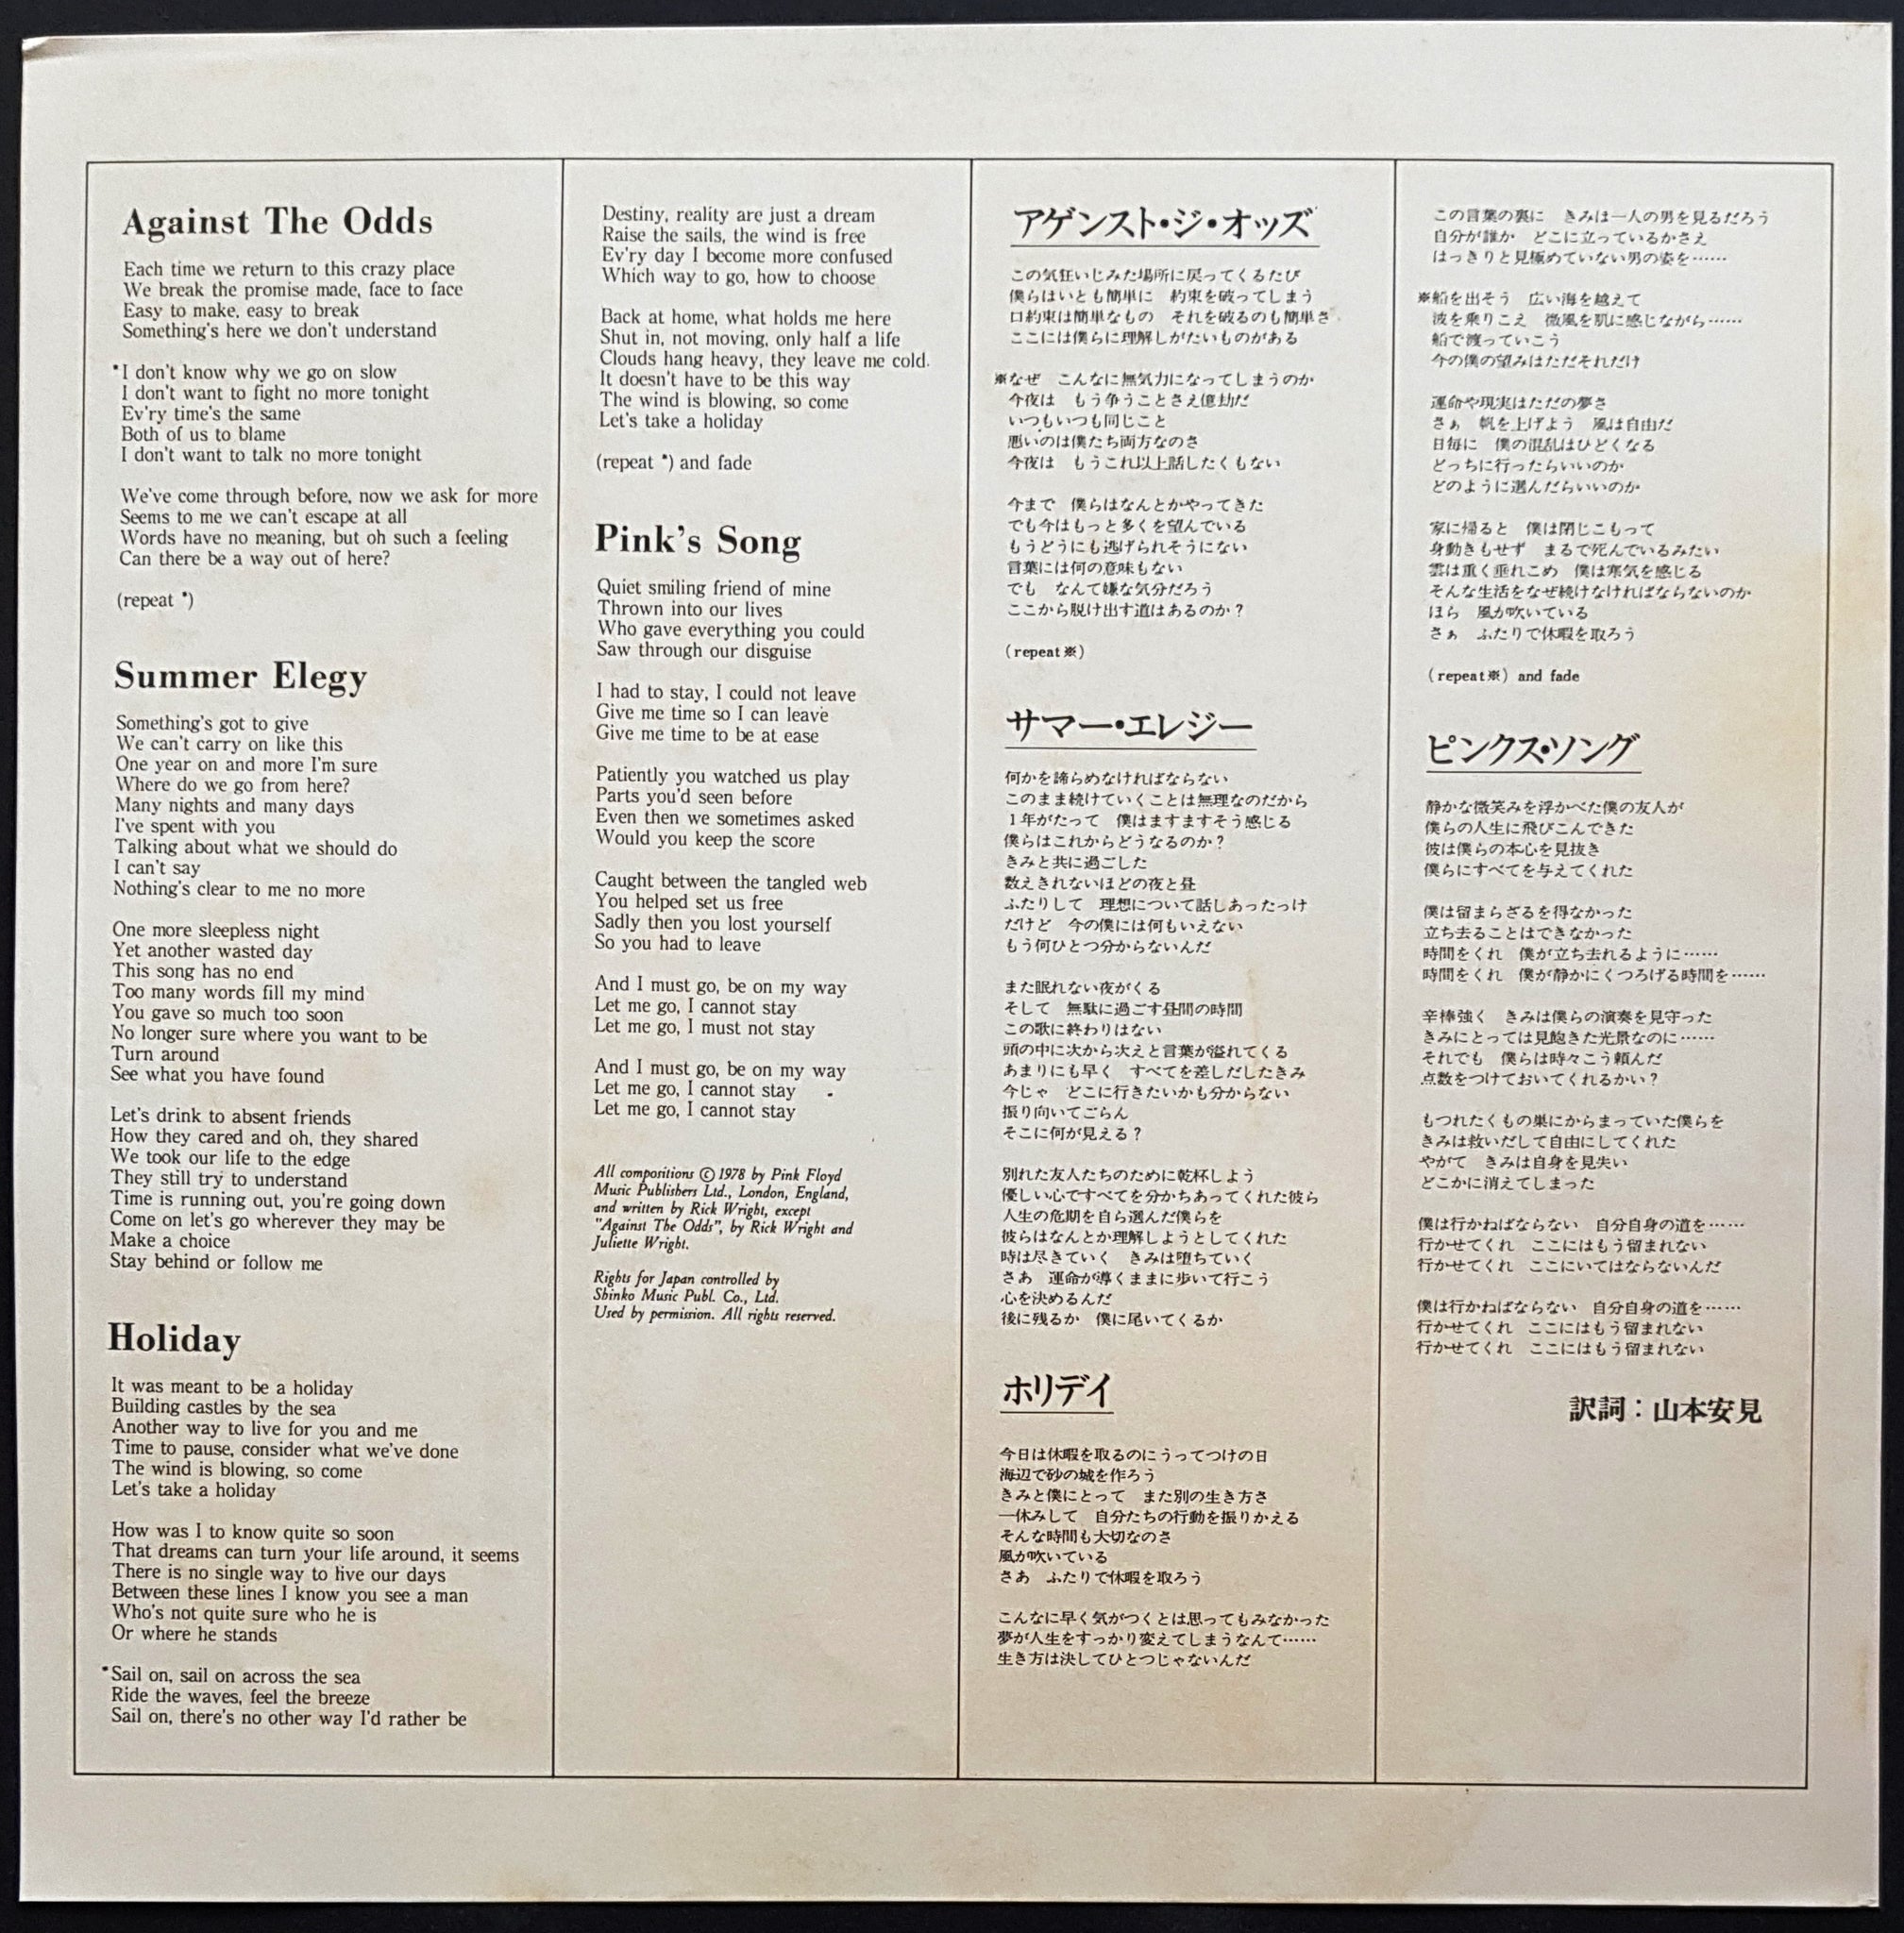 Against The Odds
Each time we return to this crazy place
We break the promise made, face to face
Easy to make, easy to break
Something's here we don't understand
*I don't know why we go on slow
I don't want to fight no more tonight
Ev'ry time's the same
Both of us to blame
I don't want to talk no more tonight
We've come through before, now we ask for more
Seems to me we can't escape at all
Words have no meaning, but oh such a feeling
Can there be a way out of here?
(repeat *)
Summer Elegy
Something's got to give
We can't carry on like this
One year on and more I'm sure
Where do we go from here?
Many nights and many days
I've spent with you
Talking about what we should do
I can't say
Nothing's clear to me no more
One more sleepless night
Yet another wasted day
This song has no end
Too many words fill my mind
You gave so much too soon
No longer sure where you want to be
Turn around
See what you have found
Let's drink to absent friends
How they cared and oh, they shared
We took our life to the edge
They still try to understand
Time is running out, you're going down
Come on let's go wherever they may be
Make a choice
Stay behind or follow me
Holiday
It was meant to be a holiday
Building castles by the sea
Another way to live for you and me
Time to pause, consider what we've done
The wind is blowing, so come
Let's take a holiday
How was I to know quite so soon
That dreams can turn your life around, it seems
There is no single way to live our days
Between these lines I know you see a man
Who's not quite sure who he is
Or where he stands
*Sail on, sail on across the sea
Ride the waves, feel the breeze
Sail on, there's no other way I'd rather be
Destiny, reality are just a dream
Raise the sails, the wind is free
Ev'ry day I become more confused
Which way to go, how to choose
Back at home, what holds me here
Shut in, not moving, only half a life
Clouds hang heavy, they leave me cold.
It doesn't have to be this way
The wind is blowing, so come
Let's take a holiday
(repeat *) and fade
Pink's Song
Quiet smiling friend of mine
Thrown into our lives
Who gave everything you could
Saw through our disguise
I had to stay, I could not leave
Give me time so I can leave
Give me time to be at ease
Patiently you watched us play
Parts you'd seen before
Even then we sometimes asked
Would you keep the score
Caught between the tangled web
You helped set us free
Sadly then you lost yourself
So you had to leave
And I must go, be on my way
Let me go, I cannot stay
Let me go, I must not stay
And I must go, be on my way
Let me go, I cannot stay
Let me go, I cannot stay
All compositions ©1978 by Pink Floyd
Music Publishers Ltd., London, England,
and written by Rick Wright, except
"Against The Odds", by Rick Wright and
Juliette Wright.
Rights for Japan controlled by
Shinko Music Publ. Co., Ltd.
Used by permission. All rights reserved.
アゲンスト・ジ・オッズ
この気狂いじみた場所に戻ってくるたび
僕らはいとも簡単に　約束を破ってしまう
口約束は簡単なもの　それを破るのも簡単さ
ここには僕らに理解しがたいものがある
※なぜ　こんなに無気力になってしまうのか
今夜は　もう争うことさえ億劫だ
いつもいつも同じこと
悪いのは僕たち両方なのさ
今夜は　もうこれ以上話したくもない
今まで　僕らはなんとかやってきた
でも今はもっと多くを望んでいる
もうどうにも逃げられそうにない
言葉には何の意味もない
でも　なんて嫌な気分だろう
ここから脱け出す道はあるのか？
(repeat※)
サマー・エレジー
何かを諦らめなければならない
このまま続けていくことは無理なのだから
１年がたって　僕はますますそう感じる
僕らはこれからどうなるのか？
きみと共に過ごした
数えきれないほどの夜と昼
ふたりして　理想について話しあったっけ
だけど　今の僕には何もいえない
もう何ひとつ分からないんだ
また眠れない夜がくる
そして　無駄に過ごす昼間の時間
この歌に終わりはない
頭の中に次から次えと言葉が溢れてくる
あまりにも早く　すべてを差しだしたきみ
今じゃ　どこに行きたいかも分からない
振り向いてごらん
そこに何が見える？
別れた友人たちのために乾杯しよう
優しい心ですべてを分かちあってくれた彼ら
人生の危期を自ら選んだ僕らを
彼らはなんとか理解しようとしてくれた
時は尽きていく　きみは堕ちていく
さあ　運命が導くままに歩いて行こう
心を決めるんだ
後に残るか　僕に尾いてくるか
ホリデイ
今日は休暇を取るのにうってつけの日
海辺で砂の城を作ろう
きみと僕にとって　また別の生き方さ
一休みして　自分たちの行動を振りかえる
そんな時間も大切なのさ
風が吹いている
さあ　ふたりで休暇を取ろう
こんなに早く気がつくとは思ってもみなかった
夢が人生をすっかり変えてしまうなんて……
生き方は決してひとつじゃないんだ
この言葉の裏に　きみは一人の男を見るだろう
自分が誰か　どこに立っているかさえ
はっきりと見極めていない男の姿を……
※船を出そう　広い海を越えて
波を乗りこえ　微風を肌に感じながら……
船で渡っていこう
今の僕の望みはただそれだけ
運命や現実はただの夢さ
さぁ　帆を上げよう　風は自由だ
日毎に　僕の混乱はひどくなる
どっちに行ったらいいのか
どのように選んだらいいのか
家に帰ると　僕は閉じこもって
身動きもせず　まるで死んでいるみたい
雲は重く垂れこめ　僕は寒気を感じる
そんな生活をなぜ続けなければならないのか
ほら　風が吹いている
さぁ　ふたりで休暇を取ろう
(repeat※) and fade
ピンクス・ソング
静かな微笑みを浮かべた僕の友人が
僕らの人生に飛びこんできた
彼は僕らの本心を見抜き
僕らにすべてを与えてくれた
僕は留まらざるを得なかった
立ち去ることはできなかった
時間をくれ　僕が立ち去れるように……
時間をくれ　僕が静かにくつろげる時間を……
辛棒強く　きみは僕らの演奏を見守った
きみにとっては見飽きた光景なのに……
それでも　僕らは時々こう頼んだ
点数をつけておいてくれるかい？
もつれたくもの巣にからまっていた僕らを
きみは救いだして自由にしてくれた
やがて　きみは自身を見失い
どこかに消えてしまった
僕は行かねばならない　自分自身の道を……
行かせてくれ　ここにはもう留まれない
行かせてくれ　ここにいてはならないんだ
僕は行かねばならない　自分自身の道を……
行かせてくれ　ここにはもう留まれない
行かせてくれ　ここにはもう留まれない
訳詞：山本安見